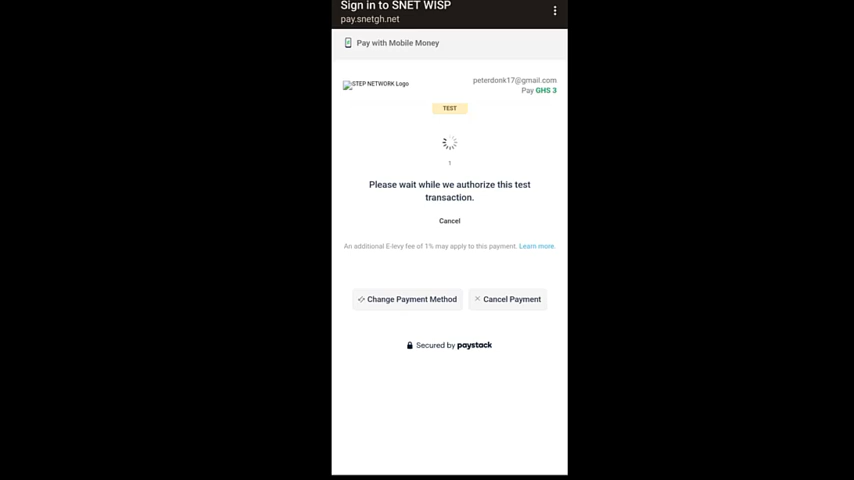 Sign in to SNET WISP
pay.snetgh.net
Pay with Mobile Money
STEP NETWORK Logo
peterdonk17@gmail.com
Pay GHS 3
TEST
1
Please wait while we authorize this test
transaction.
Cancel
An additional E-levy fee of 1% may apply to this payment. Learn more.
Change Payment Method
Cancel Payment
Secured by paystack